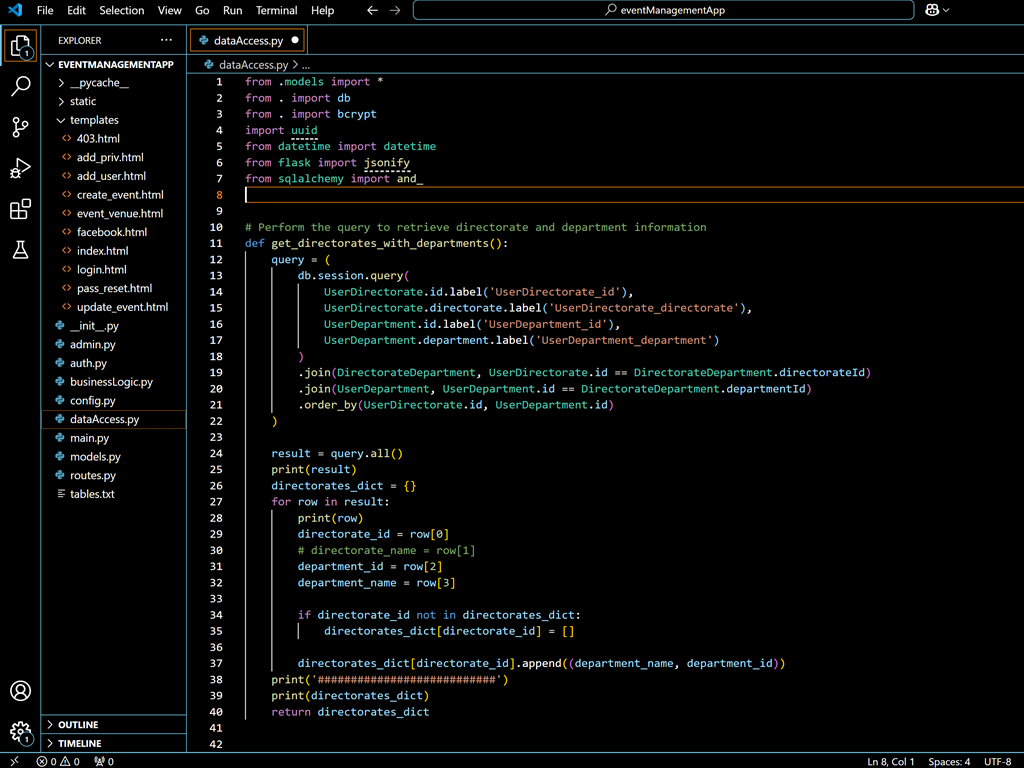 File Edit Selection View Go Run Terminal Help
eventManagementApp
EXPLORER
1
EVENTMANAGEMENTAPP
__pycache__
static
templates
403.html
add_priv.html
add_user.html
create_event.html
event_venue.html
facebook.html
index.html
login.html
pass_reset.html
update_event.html
__init__.py
admin.py
auth.py
businessLogic.py
config.py
dataAccess.py
main.py
models.py
routes.py
tables.txt
OUTLINE
TIMELINE
1
dataAccess.py
dataAccess.py > ...
1 from .models import *
2 from . import db
3 from . import bcrypt
4 import uuid
5 from datetime import datetime
6 from flask import jsonify
7 from sqlalchemy import and_
8
9
10 # Perform the query to retrieve directorate and department information
11 def get_directorates_with_departments():
12     query = (
13         db.session.query(
14             UserDirectorate.id.label('UserDirectorate_id'),
15             UserDirectorate.directorate.label('UserDirectorate_directorate'),
16             UserDepartment.id.label('UserDepartment_id'),
17             UserDepartment.department.label('UserDepartment_department')
18         )
19         .join(DirectorateDepartment, UserDirectorate.id == DirectorateDepartment.directorateId)
20         .join(UserDepartment, UserDepartment.id == DirectorateDepartment.departmentId)
21         .order_by(UserDirectorate.id, UserDepartment.id)
22     )
23
24     result = query.all()
25     print(result)
26     directorates_dict = {}
27     for row in result:
28         print(row)
29         directorate_id = row[0]
30         # directorate_name = row[1]
31         department_id = row[2]
32         department_name = row[3]
33
34         if directorate_id not in directorates_dict:
35             directorates_dict[directorate_id] = []
36
37         directorates_dict[directorate_id].append((department_name, department_id))
38     print('###########################')
39     print(directorates_dict)
40     return directorates_dict
41
42
0 0 0
Ln 8, Col 1 Spaces: 4 UTF-8